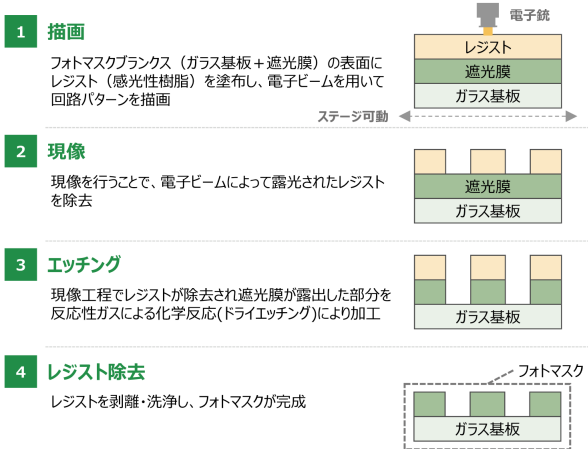 1 描画
電子銃
フォトマスクブランクス（ガラス基板＋遮光膜）の表面に
レジスト（感光性樹脂）を塗布し、電子ビームを用いて
回路パターンを描画
レジスト
遮光膜
ガラス基板
ステージ可動
2 現像
現像を行うことで、電子ビームによって露光されたレジスト
を除去
遮光膜
ガラス基板
3 エッチング
現像工程でレジストが除去され遮光膜が露出した部分を
反応性ガスによる化学反応(ドライエッチング)により加工
ガラス基板
4 レジスト除去
フォトマスク
レジストを剥離・洗浄し、フォトマスクが完成
ガラス基板